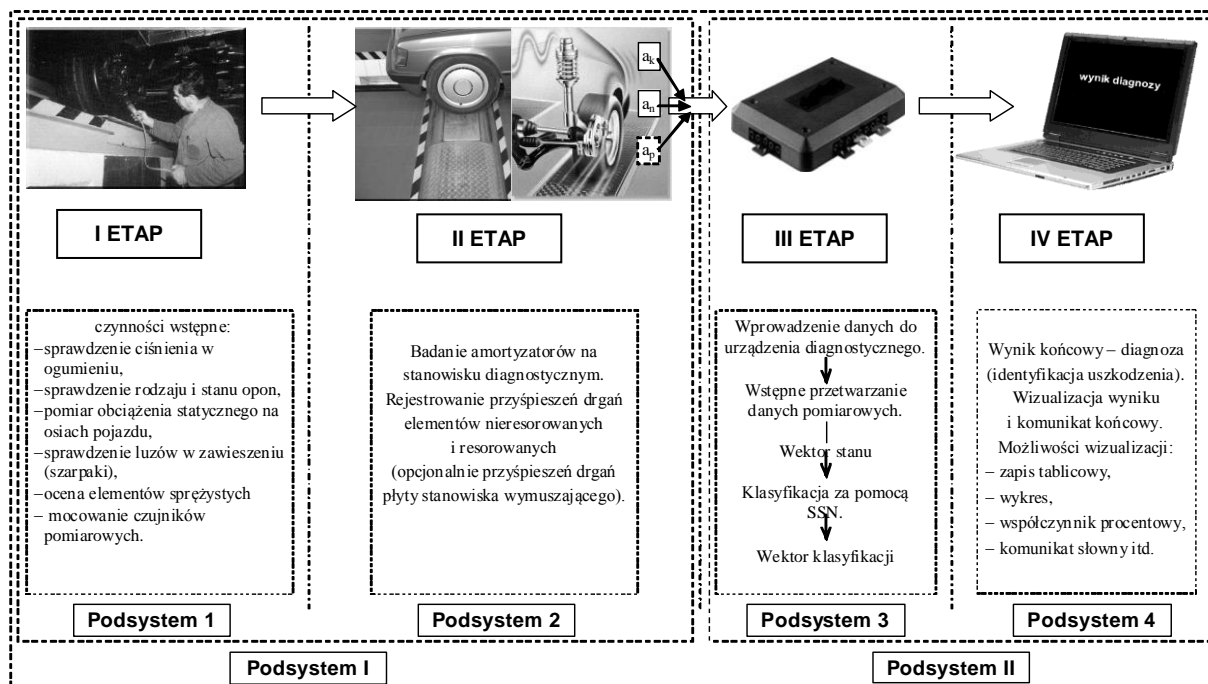 wynik diagnozy
a_k
a_n
a_p
I ETAP
II ETAP
III ETAP
IV ETAP
czynności wstępne:
–sprawdzenie ciśnienia w
ogumieniu,
–sprawdzenie rodzaju i stanu opon,
–pomiar obciążenia statycznego na
osiach pojazdu,
–sprawdzenie luzów w zawieszeniu
(szarpaki),
–ocena elementów sprężystych
– mocowanie czujników
pomiarowych.
Badanie amortyzatorów na
stanowisku diagnostycznym.
Rejestrowanie przyśpieszeń drgań
elementów nieresorowanych
i resorowanych
(opcjonalnie przyśpieszeń drgań
płyty stanowiska wymuszającego).
Wprowadzenie danych do
urządzenia diagnostycznego.
Wstępne przetwarzanie
danych pomiarowych.
Wektor stanu
Klasyfikacja za pomocą
SSN.
Wektor klasyfikacji
Wynik końcowy – diagnoza
(identyfikacja uszkodzenia).
Wizualizacja wyniku
i komunikat końcowy.
Możliwości wizualizacji:
– zapis tablicowy,
– wykres,
– współczynnik procentowy,
– komunikat słowny itd.
Podsystem 1
Podsystem 2
Podsystem 3
Podsystem 4
Podsystem I
Podsystem II